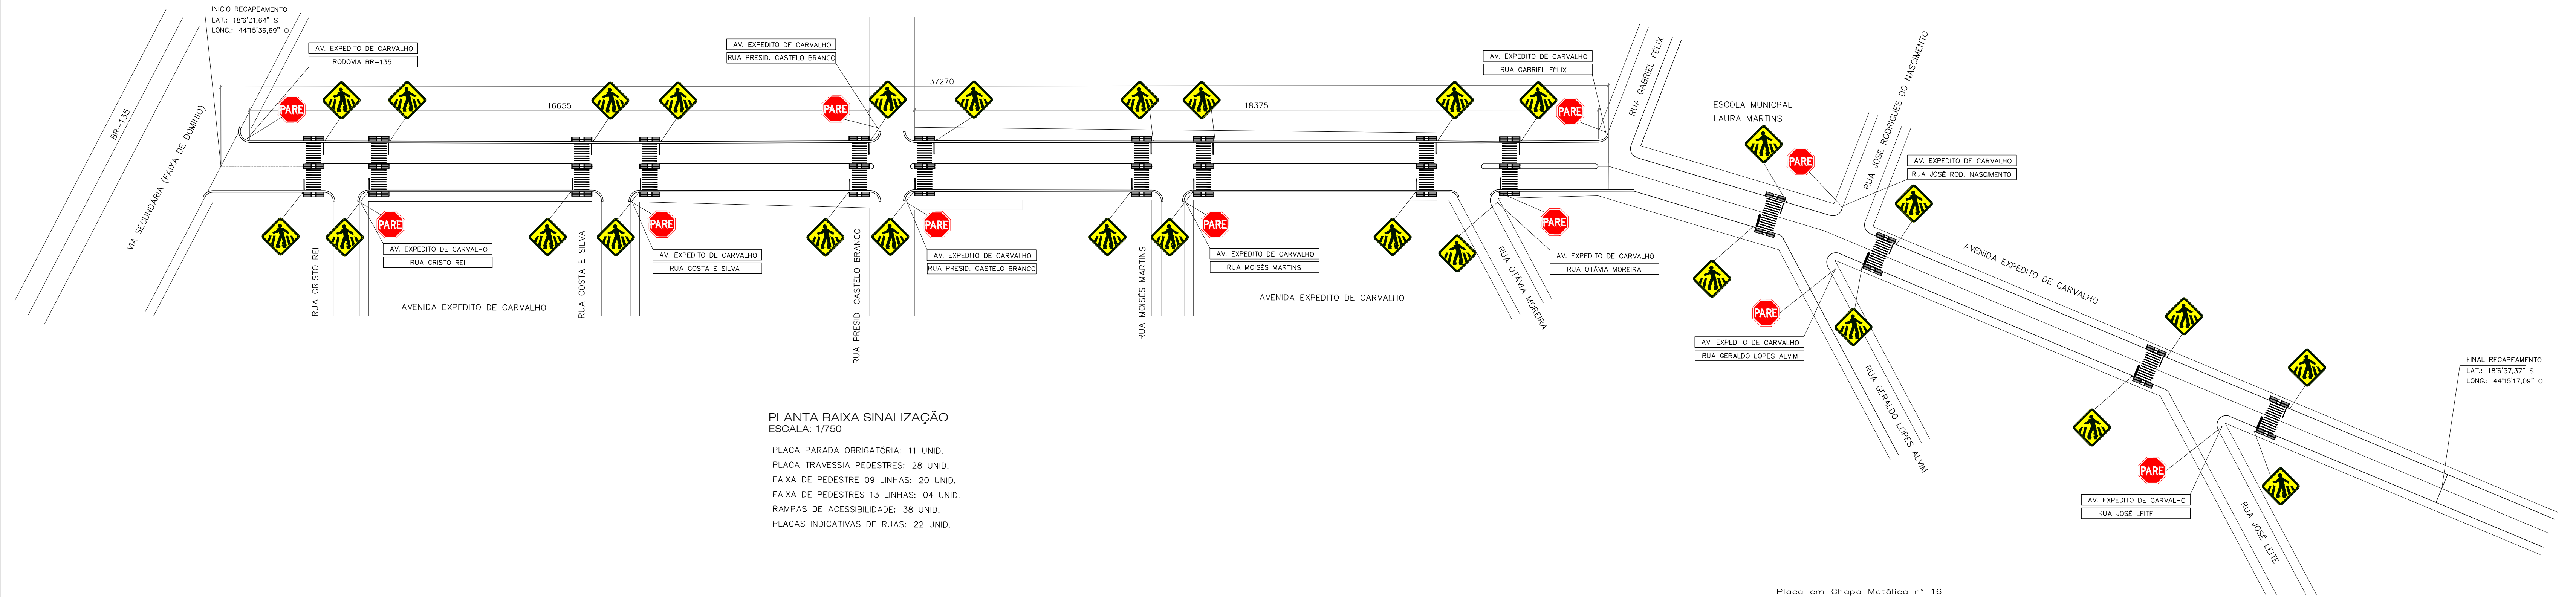 INÍCIO RECAPEAMENTO
LAT.: 18°6'31,64" S
LONG.: 44°15'36,69" O
BR-135
VIA SECUNDÁRIA (FAIXA DE DOMÍNIO)
AV. EXPEDITO DE CARVALHO
RODOVIA BR-135
PARE
16655
AV. EXPEDITO DE CARVALHO
RUA PRESID. CASTELO BRANCO
PARE
37270
18375
AV. EXPEDITO DE CARVALHO
RUA GABRIEL FÉLIX
PARE
RUA GABRIEL FÉLIX
ESCOLA MUNICPAL
LAURA MARTINS
PARE
RUA JOSÉ RODRIGUES DO NASCIMENTO
AV. EXPEDITO DE CARVALHO
RUA JOSÉ ROD. NASCIMENTO
RUA CRISTO REI
PARE
AV. EXPEDITO DE CARVALHO
RUA CRISTO REI
AVENIDA EXPEDITO DE CARVALHO
RUA COSTA E SILVA
PARE
AV. EXPEDITO DE CARVALHO
RUA COSTA E SILVA
RUA PRESID. CASTELO BRANCO
PARE
AV. EXPEDITO DE CARVALHO
RUA PRESID. CASTELO BRANCO
RUA MOISÉS MARTINS
PARE
AV. EXPEDITO DE CARVALHO
RUA MOISÉS MARTINS
AVENIDA EXPEDITO DE CARVALHO
RUA OTÁVIA MOREIRA
PARE
AV. EXPEDITO DE CARVALHO
RUA OTÁVIA MOREIRA
PARE
AV. EXPEDITO DE CARVALHO
RUA GERALDO LOPES ALVIM
RUA GERALDO LOPES ALVIM
AVENIDA EXPEDITO DE CARVALHO
PARE
AV. EXPEDITO DE CARVALHO
RUA JOSÉ LEITE
RUA JOSÉ LEITE
FINAL RECAPEAMENTO
LAT.: 18°6'37,37" S
LONG.: 44°15'17,09" O
PLANTA BAIXA SINALIZAÇÃO
ESCALA: 1/750
PLACA PARADA OBRIGATÓRIA: 11 UNID.
PLACA TRAVESSIA PEDESTRES: 28 UNID.
FAIXA DE PEDESTRE 09 LINHAS: 20 UNID.
FAIXA DE PEDESTRES 13 LINHAS: 04 UNID.
RAMPAS DE ACESSIBILIDADE: 38 UNID.
PLACAS INDICATIVAS DE RUAS: 22 UNID.
Placa em Chapa Metálica n° 16